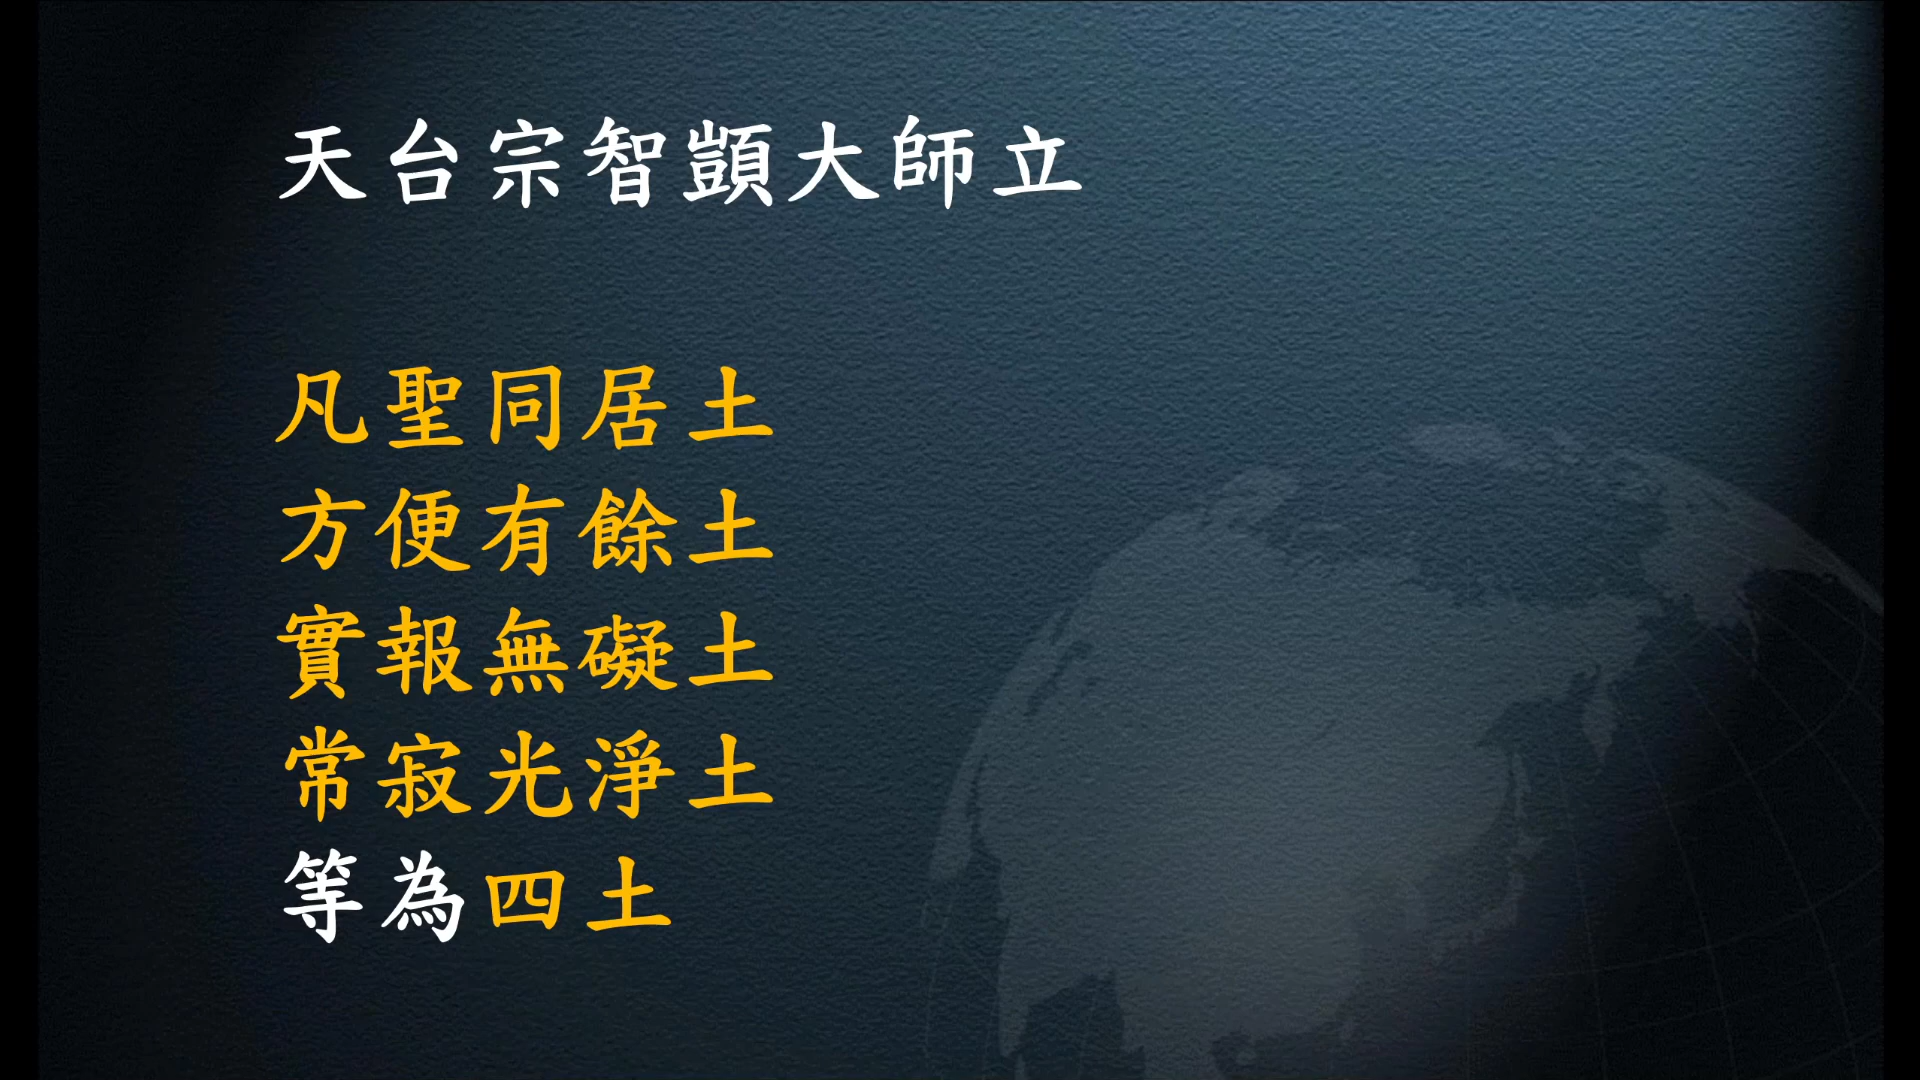 天台宗智顗大師立
凡聖同居土
方便有餘土
實報無礙土
常寂光淨土
等為四土